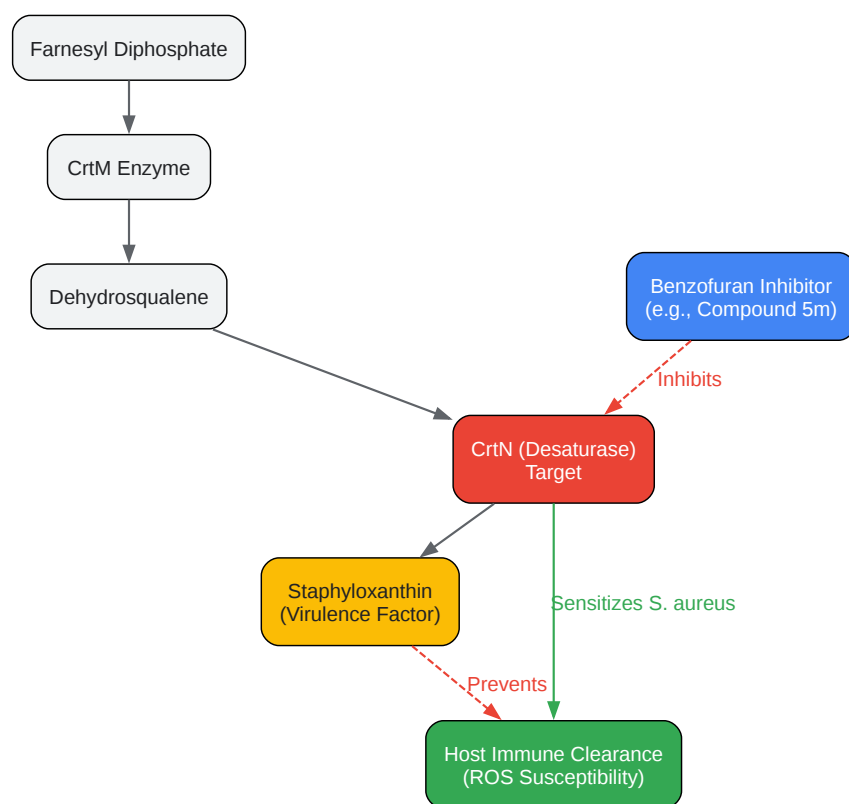 Farnesyl Diphosphate
CrtM Enzyme
Dehydrosqualene
Benzofuran Inhibitor
(e.g., Compound 5m)
Inhibits
CrtN (Desaturase)
Target
Staphyloxanthin
(Virulence Factor)
Sensitizes S. aureus
Prevents
Host Immune Clearance
(ROS Susceptibility)